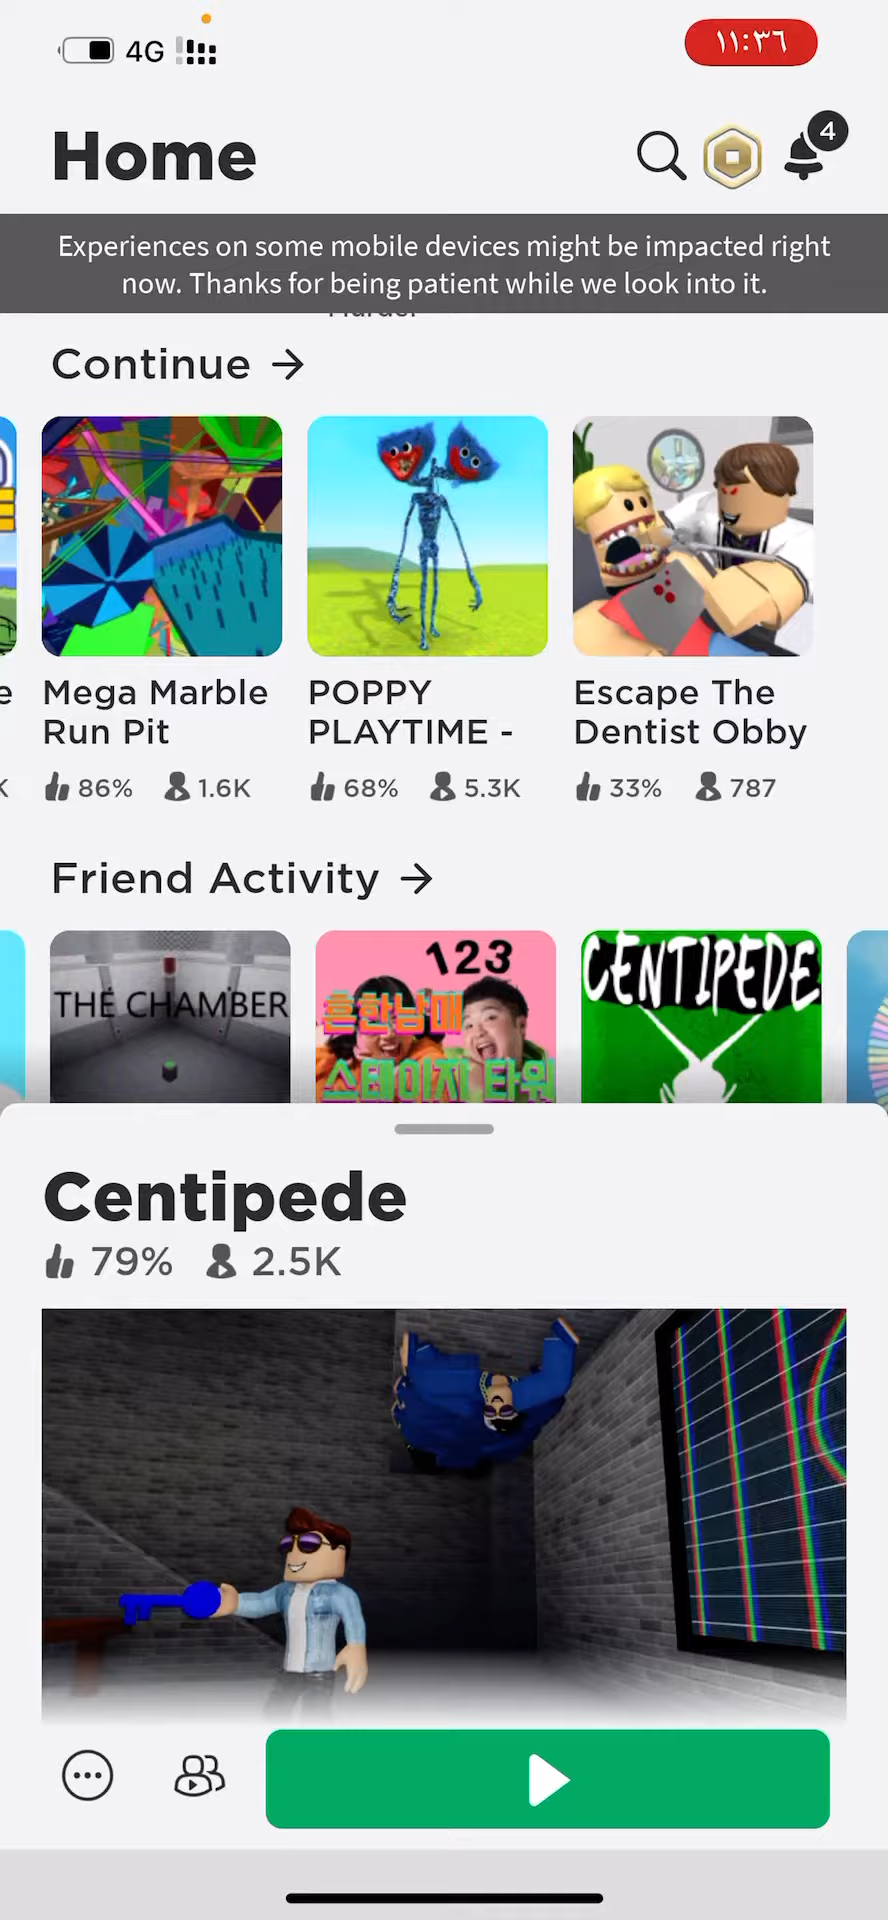 4G
١١:٣٦
Home
4
Experiences on some mobile devices might be impacted right
now. Thanks for being patient while we look into it.
Continue →
Mega Marble
Run Pit
86% 1.6K
POPPY
PLAYTIME -
68% 5.3K
Escape The
Dentist Obby
33% 787
Friend Activity →
THE CHAMBER
123
흔한남매
스테이지 타워
CENTIPEDE
Centipede
79% 2.5K